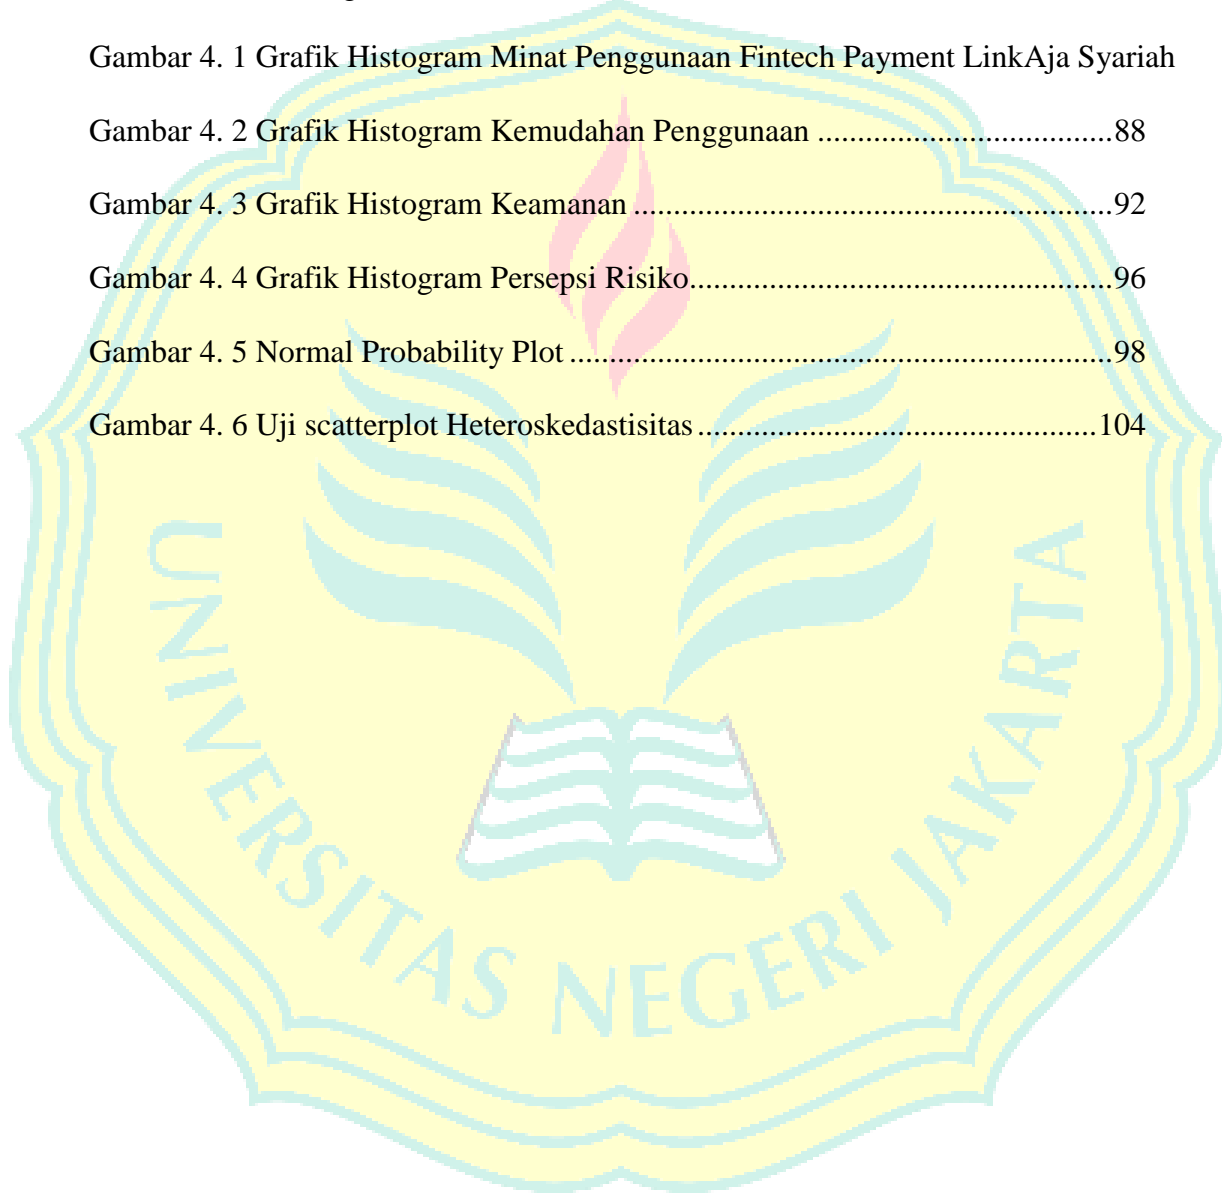 Gambar 4. 1 Grafik Histogram Minat Penggunaan Fintech Payment LinkAja Syariah
Gambar 4. 2 Grafik Histogram Kemudahan Penggunaan .....................................88
Gambar 4. 3 Grafik Histogram Keamanan ............................................................92
Gambar 4. 4 Grafik Histogram Persepsi Risiko.....................................................96
Gambar 4. 5 Normal Probability Plot ....................................................................98
Gambar 4. 6 Uji scatterplot Heteroskedastisitas ..................................................104
UNIVERSITAS NEGERI JAKARTA